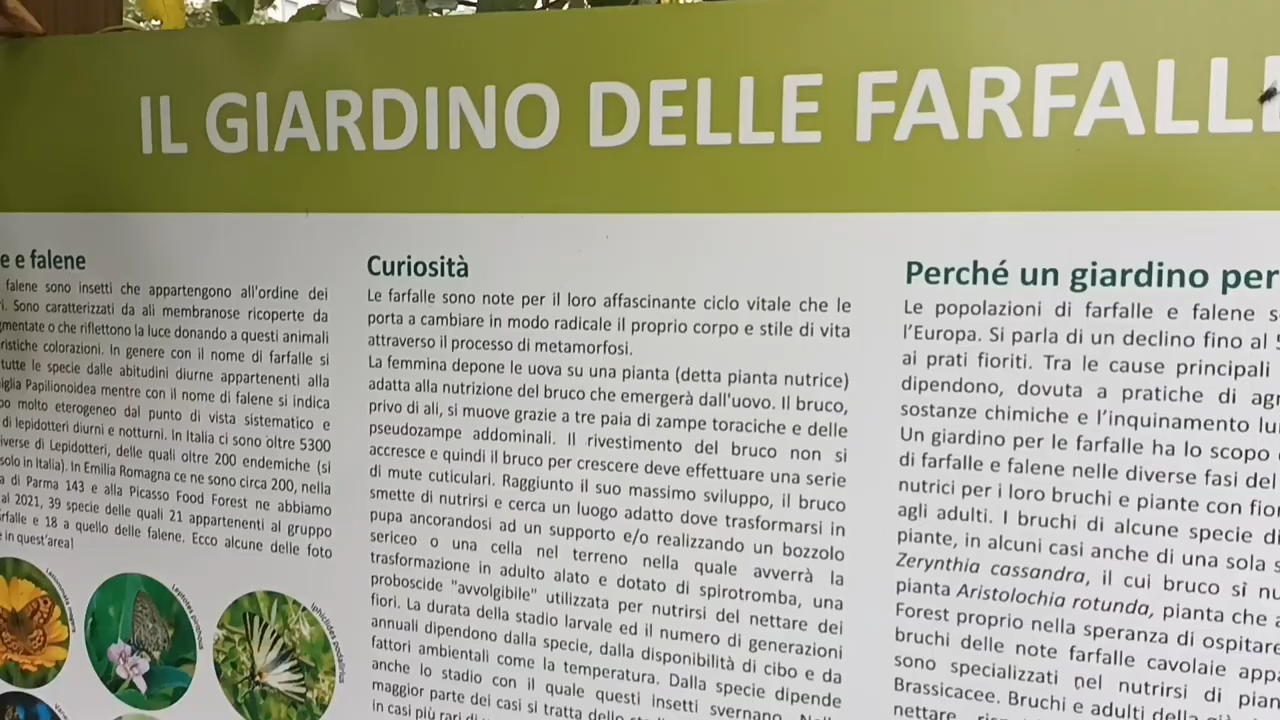 IL GIARDINO DELLE FARFALLE
e e falene
falene sono insetti che appartengono all'ordine dei
Sono caratterizzati da ali membranose ricoperte da
gmentate o che riflettono la luce donando a questi animali
ristiche colorazioni. In genere con il nome di farfalle si
tutte le specie dalle abitudini diurne appartenenti alla
iglia Papilionoidea mentre con il nome di falene si indica
po molto eterogeneo dal punto di vista sistematico e
di lepidotteri diurni e notturni. In Italia ci sono oltre 5300
iverse di Lepidotteri, delle quali oltre 200 endemiche (si
solo in Italia). In Emilia Romagna ce ne sono circa 200, nella
a di Parma 143 e alla Picasso Food Forest ne abbiamo
al 2021, 39 specie delle quali 21 appartenenti al gruppo
rfalle e 18 a quello delle falene. Ecco alcune delle foto
e in quest'area!
Iphiclides podalirius
Curiosità
Le farfalle sono note per il loro affascinante ciclo vitale che le
porta a cambiare in modo radicale il proprio corpo e stile di vita
attraverso il processo di metamorfosi.
La femmina depone le uova su una pianta (detta pianta nutrice)
adatta alla nutrizione del bruco che emergerà dall'uovo. Il bruco,
privo di ali, si muove grazie a tre paia di zampe toraciche e delle
pseudozampe addominali. Il rivestimento del bruco non si
accresce e quindi il bruco per crescere deve effettuare una serie
di mute cuticulari. Raggiunto il suo massimo sviluppo, il bruco
smette di nutrirsi e cerca un luogo adatto dove trasformarsi in
pupa ancorandosi ad un supporto e/o realizzando un bozzolo
sericeo o una cella nel terreno nella quale avverrà la
trasformazione in adulto alato e dotato di spirotromba, una
proboscide "avvolgibile" utilizzata per nutrirsi del nettare dei
fiori. La durata della stadio larvale ed il numero di generazioni
annuali dipendono dalla specie, dalla disponibilità di cibo e da
fattori ambientali come la temperatura. Dalla specie dipende
anche lo stadio con il quale questi insetti svernano. Nella
maggior parte dei casi si tratta dello
in casi più rari di
Perché un giardino per
Le popolazioni di farfalle e falene s
l'Europa. Si parla di un declino fino al 5
ai prati fioriti. Tra le cause principali
dipendono, dovuta a pratiche di agr
sostanze chimiche e l'inquinamento lu
Un giardino per le farfalle ha lo scopo
di farfalle e falene nelle diverse fasi del
nutrici per i loro bruchi e piante con fior
agli adulti. I bruchi di alcune specie di
piante, in alcuni casi anche di una sola s
Zerynthia cassandra, il cui bruco si nu
pianta Aristolochia rotunda, pianta che a
Forest proprio nella speranza di ospitare
bruchi delle note farfalle cavolaie appa
sono specializzati nel nutrirsi di pian
Brassicacee. Bruchi e adulti della già
nettare